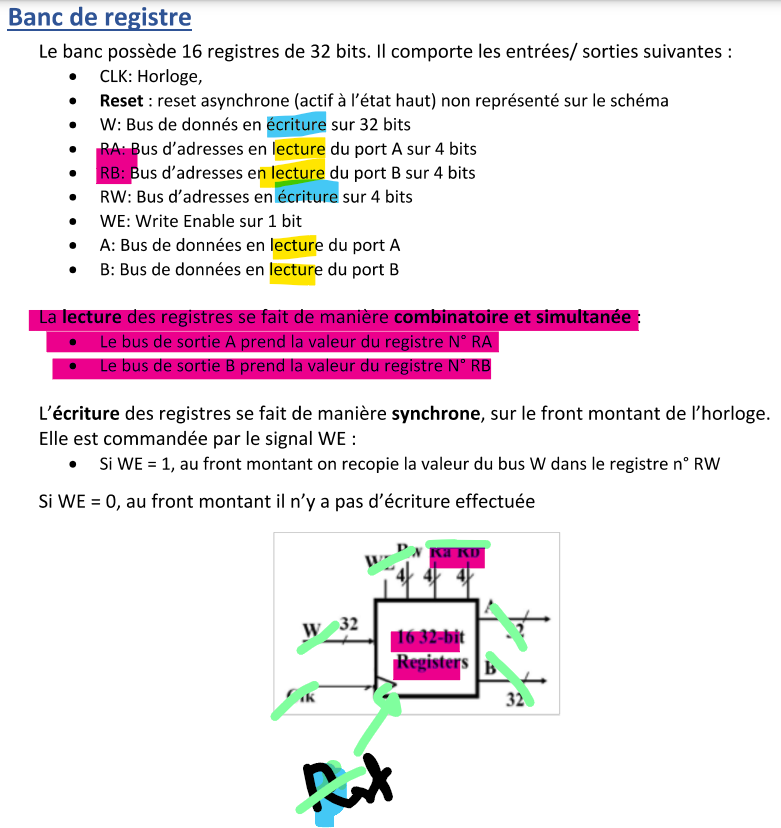 Banc de registre
Le banc possède 16 registres de 32 bits. Il comporte les entrées/ sorties suivantes :
• CLK: Horloge,
• Reset : reset asynchrone (actif à l'état haut) non représenté sur le schéma
• W: Bus de donnés en écriture sur 32 bits
• RA: Bus d'adresses en lecture du port A sur 4 bits
• RB: Bus d'adresses en lecture du port B sur 4 bits
• RW: Bus d'adresses en écriture sur 4 bits
• WE: Write Enable sur 1 bit
• A: Bus de données en lecture du port A
• B: Bus de données en lecture du port B
La lecture des registres se fait de manière combinatoire et simultanée :
• Le bus de sortie A prend la valeur du registre N° RA
• Le bus de sortie B prend la valeur du registre N° RB
L'écriture des registres se fait de manière synchrone, sur le front montant de l'horloge.
Elle est commandée par le signal WE :
• Si WE = 1, au front montant on recopie la valeur du bus W dans le registre n° RW
Si WE = 0, au front montant il n'y a pas d'écriture effectuée
WE Rw Ra Rb
4 4 4
W 32
A 32
16 32-bit
Registers
B 32
Clk